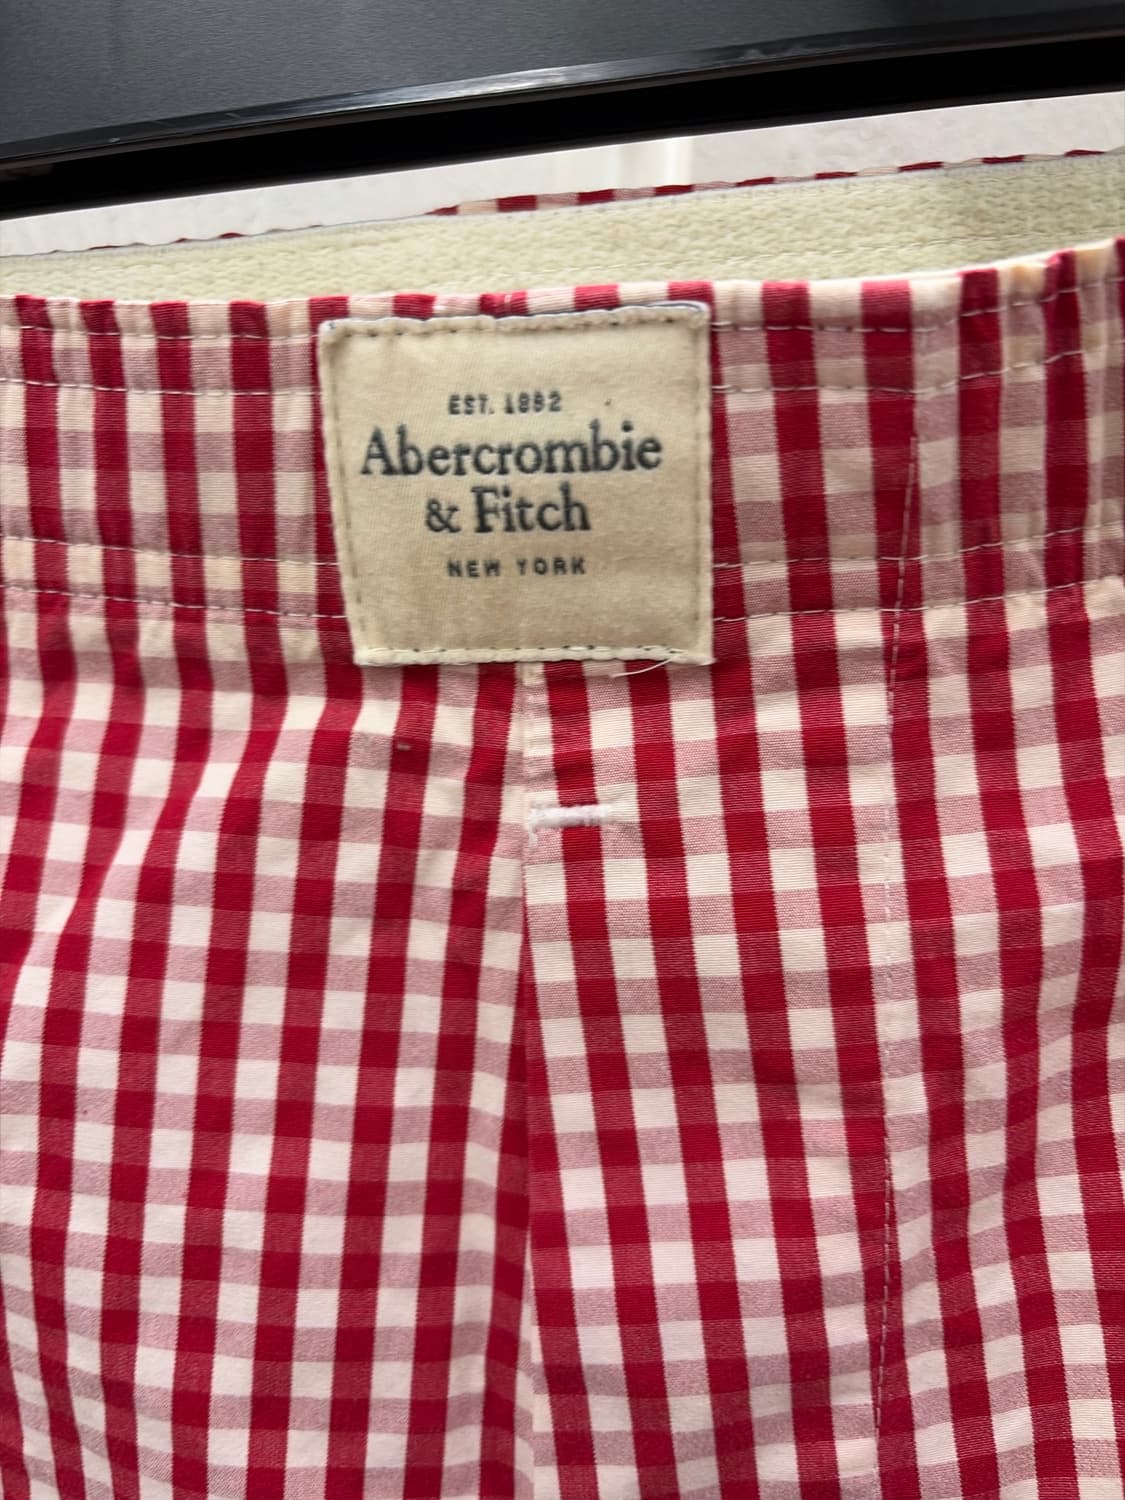 EST. 1892
Abercrombie
& Fitch
NEW YORK